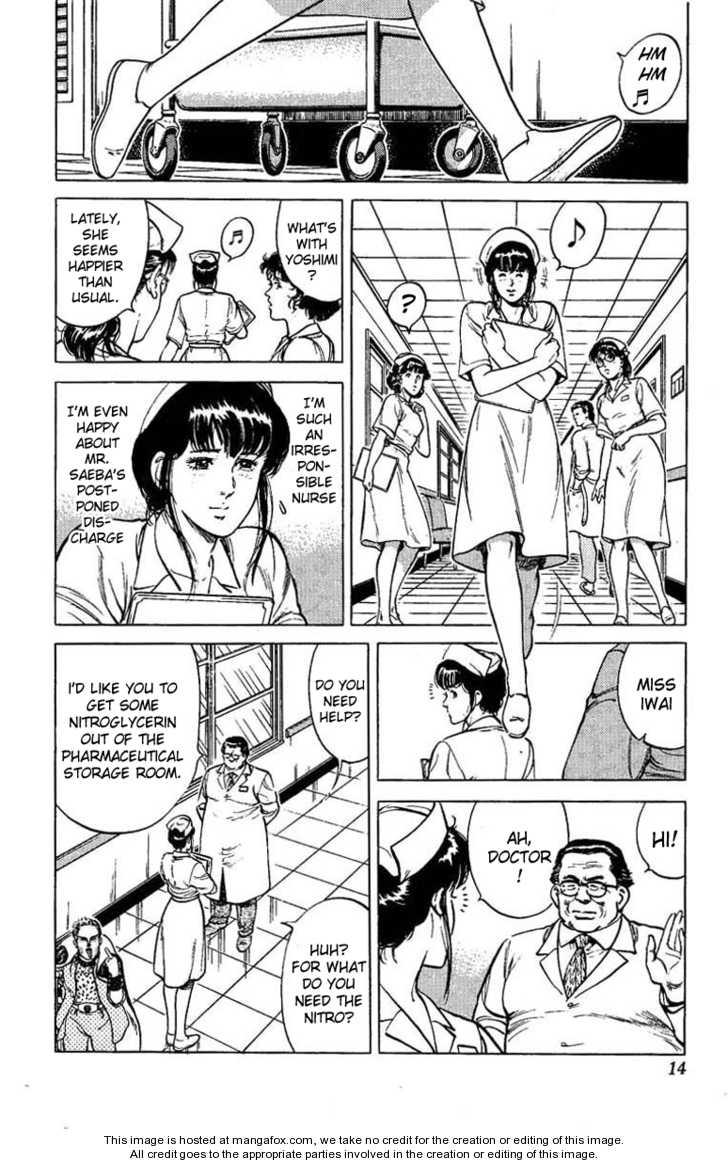 HM
HM
♬
WHAT'S
WITH
YOSHIMI
?
♫
LATELY,
SHE
SEEMS
HAPPIER
THAN
USUAL.
♪
?
I'M
SUCH
AN
IRRES-
PON-
SIBLE
NURSE
I'M EVEN
HAPPY
ABOUT
MR.
SAEBA'S
POST-
PONED
DIS-
CHARGE
MISS
IWAI
HI!
AH,
DOCTOR
!
DO YOU
NEED
HELP?
I'D LIKE YOU TO
GET SOME
NITROGLYCERIN
OUT OF THE
PHARMACEUTICAL
STORAGE ROOM.
HUH?
FOR WHAT
DO YOU
NEED THE
NITRO?
14
This image is hosted at mangafox.com, we take no credit for the creation or editing of this image.
All credit goes to the appropriate parties involved in the creation or editing of this image.